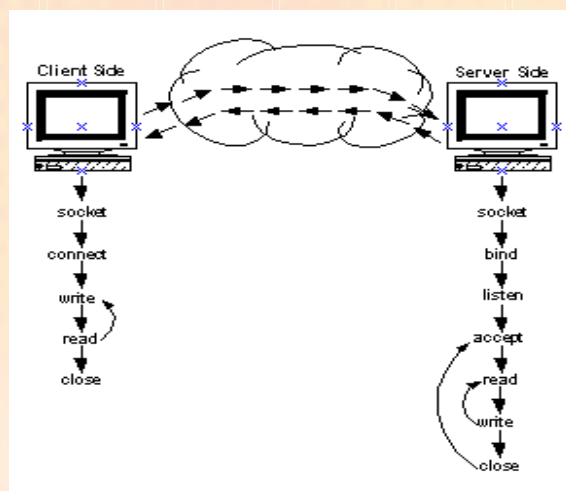 Client Side
socket
connect
write
read
close
Server Side
socket
bind
listen
accept
read
write
close